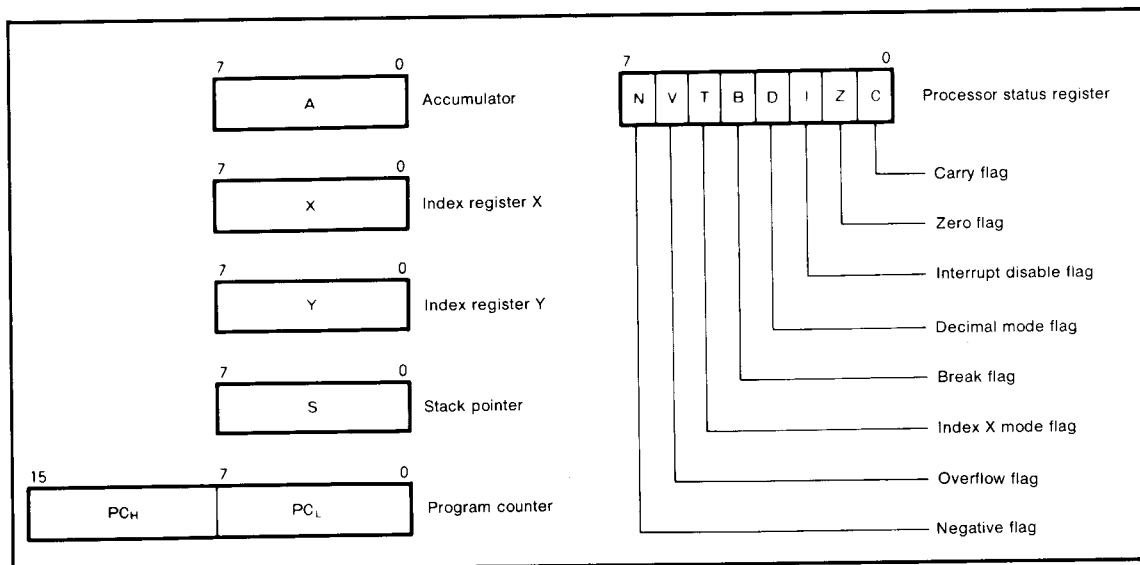 7 0
A
Accumulator
7 0
X
Index register X
7 0
Y
Index register Y
7 0
S
Stack pointer
15 7 0
PCH PCL
Program counter
7 0
N V T B D I Z C
Processor status register
Carry flag
Zero flag
Interrupt disable flag
Decimal mode flag
Break flag
Index X mode flag
Overflow flag
Negative flag